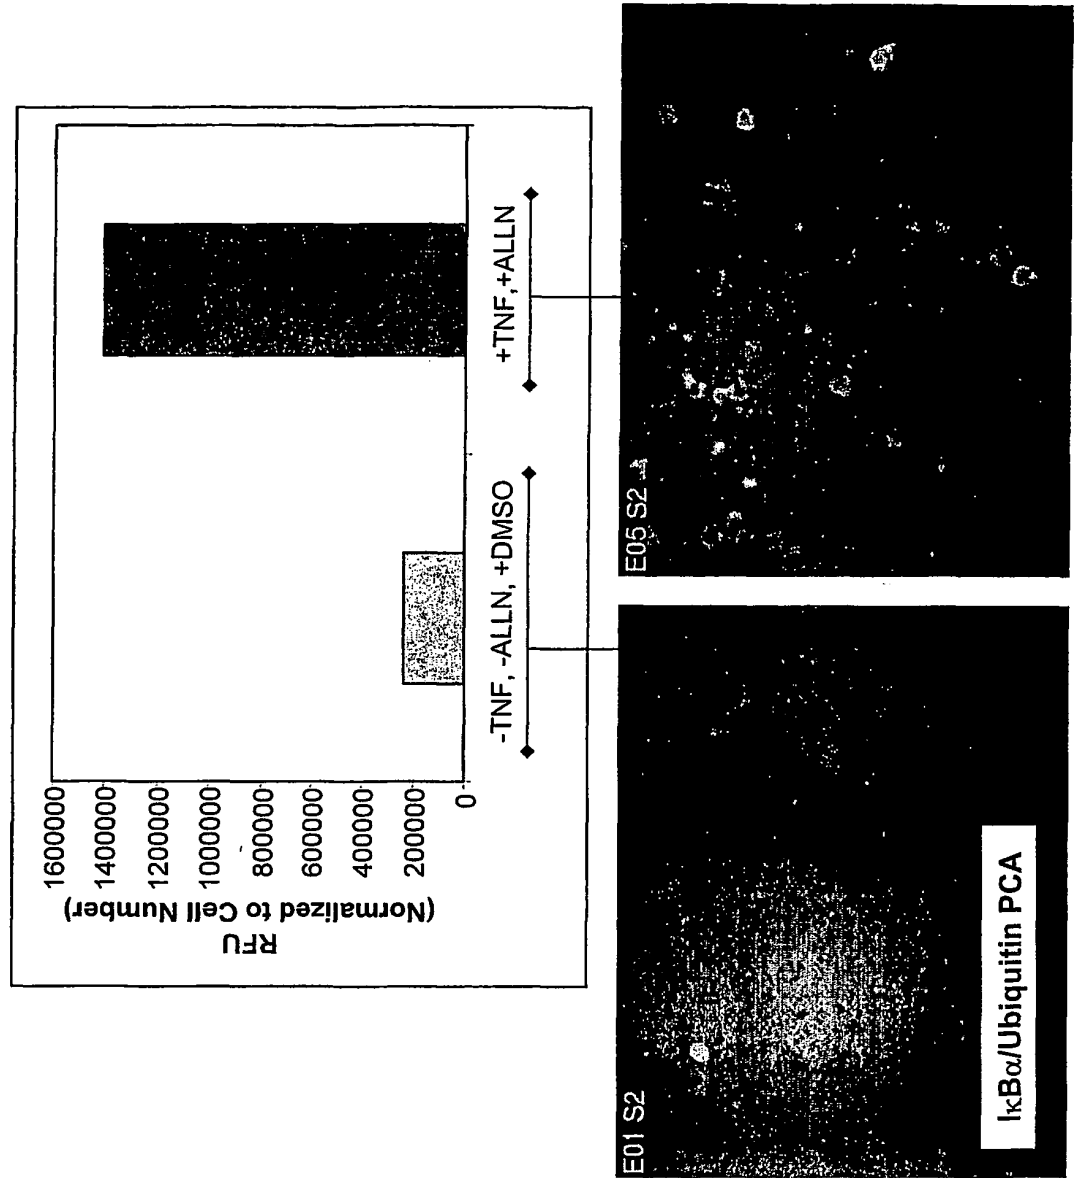 RFU
(Normalized to Cell Number)
1600000
1400000
1200000
1000000
800000
600000
400000
200000
0
-TNF, -ALLN, +DMSO
+TNF,+ALLN
E01 S2
E05 S2
IκBα/Ubiquitin PCA